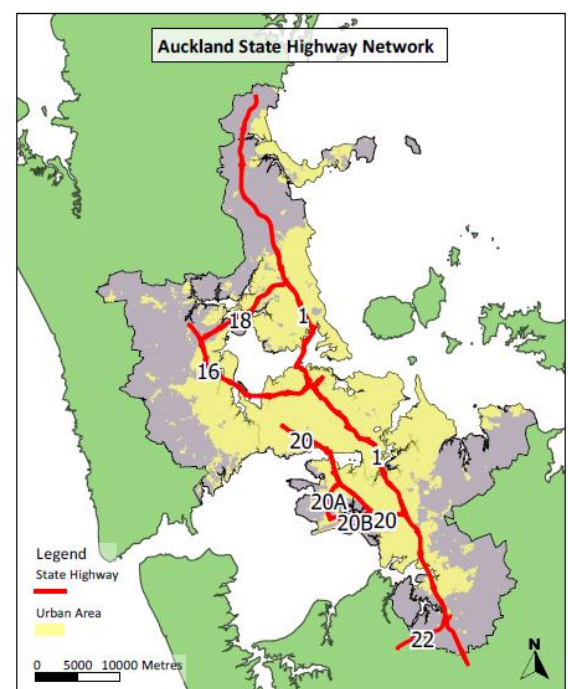 Auckland State Highway Network
18
1
16
20
1
20A
20
20B
22
Legend
State Highway
Urban Area
0 5000 10000 Metres
N